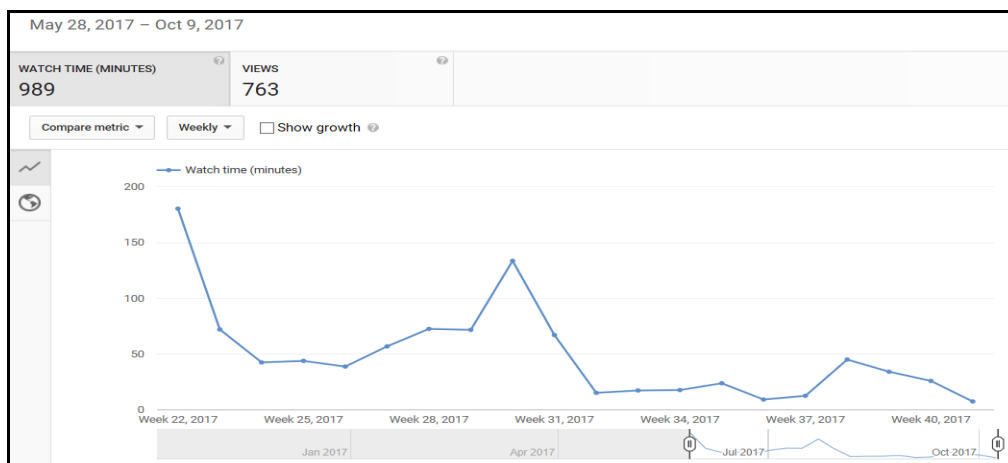 May 28, 2017 – Oct 9, 2017
WATCH TIME (MINUTES)
989
VIEWS
763
Compare metric
Weekly
Show growth
Watch time (minutes)
200
150
100
50
0
Week 22, 2017 Week 25, 2017 Week 28, 2017 Week 31, 2017 Week 34, 2017 Week 37, 2017 Week 40, 2017
Jan 2017 Apr 2017 Jul 2017 Oct 2017